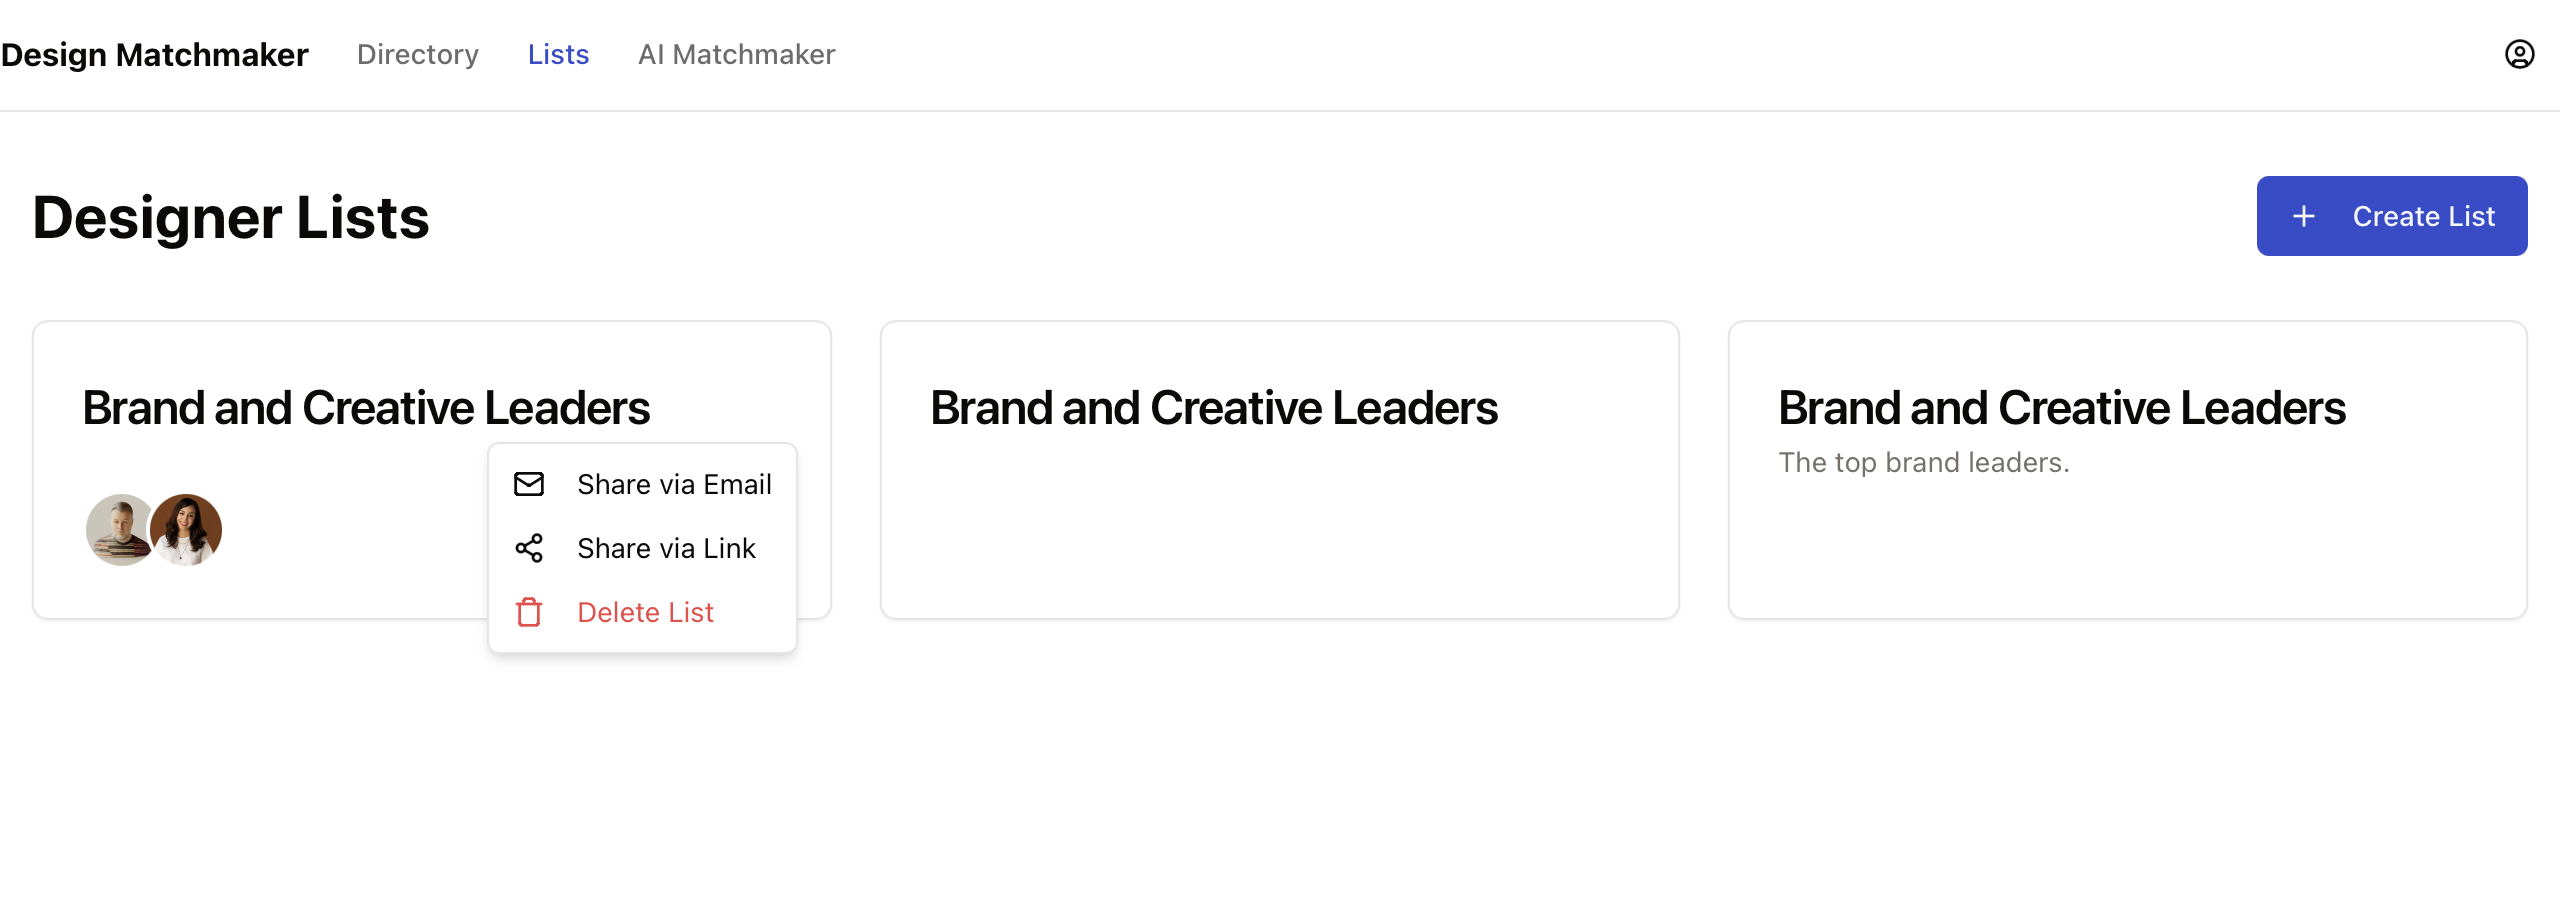 Design Matchmaker Directory Lists AI Matchmaker
Designer Lists
Create List
Brand and Creative Leaders
Share via Email
Share via Link
Delete List
Brand and Creative Leaders
Brand and Creative Leaders
The top brand leaders.